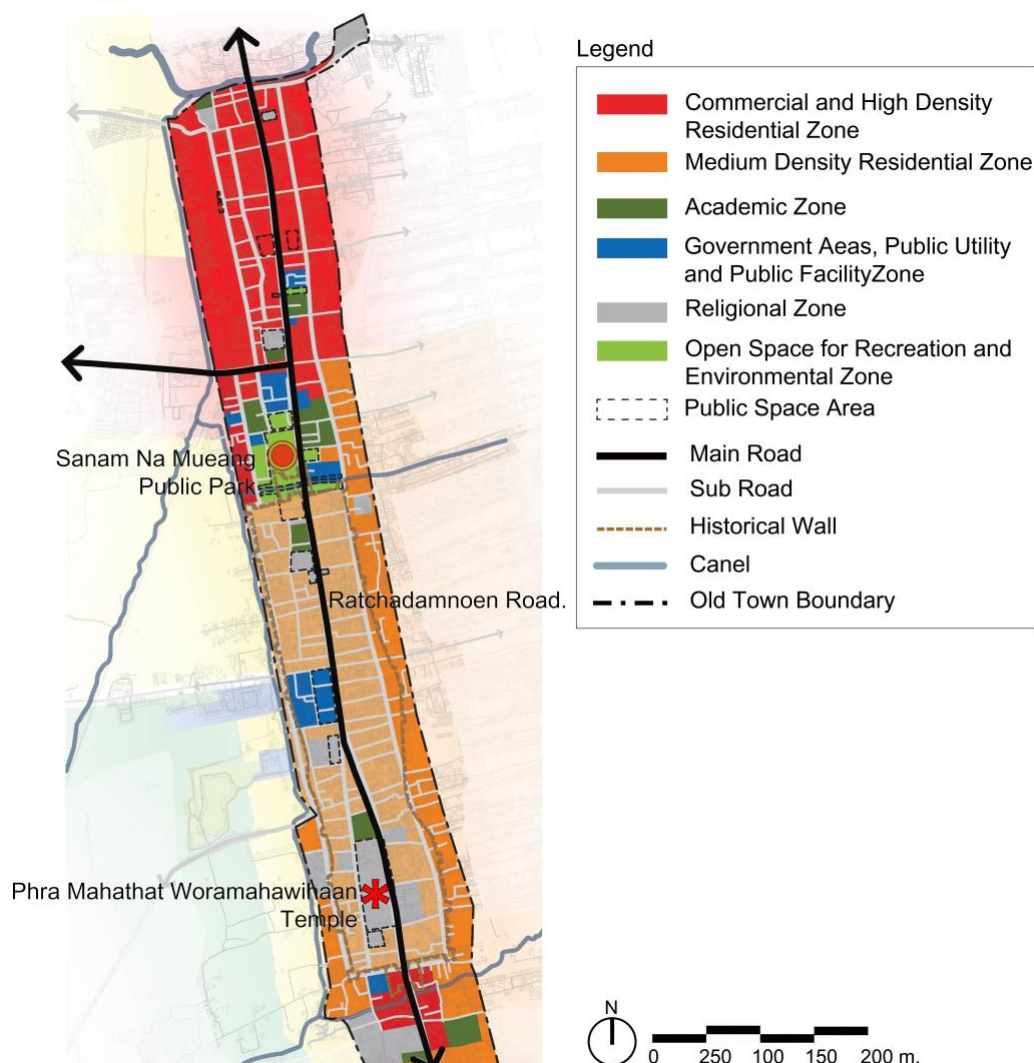 Legend
Commercial and High Density
Residential Zone
Medium Density Residential Zone
Academic Zone
Government Aeas, Public Utility
and Public FacilityZone
Religional Zone
Open Space for Recreation and
Environmental Zone
Public Space Area
Main Road
Sub Road
Historical Wall
Canel
Old Town Boundary
Sanam Na Mueang
Public Park
Ratchadamnoen Road.
Phra Mahathat Woramahawihaan
Temple
N
0 250 100 150 200 m.